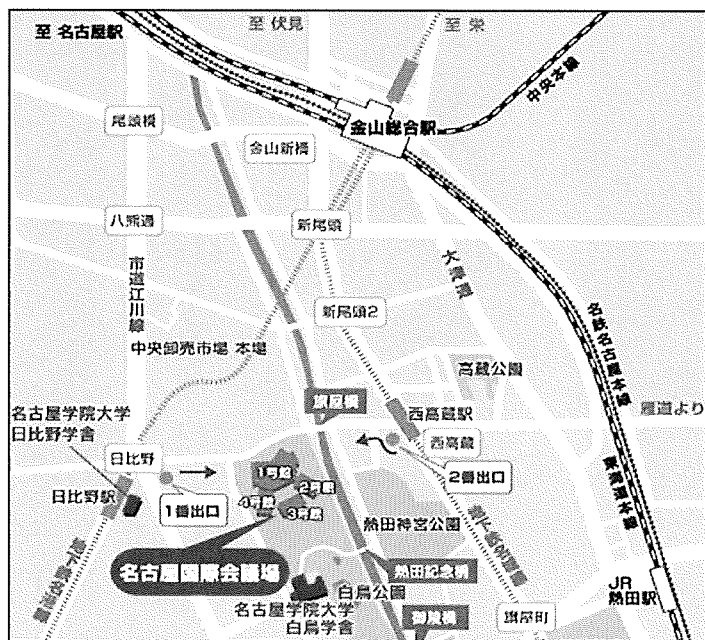 至 名古屋駅
至 伏見
至 栄
中央本線
金山総合駅
尾頭橋
金山新橋
八熊通
新尾頭
市道江川線
大津通
新尾頭2
名鉄名古屋本線
中央卸売市場 本場
高蔵公園
旗屋橋
西高蔵駅
雁道より
名古屋学院大学
日比野学舎
日比野
西高蔵
1号館
2号館
4号館
3号館
2番出口
1番出口
日比野駅
東海道本線
熱田神宮公園
名古屋国際会議場
熱田記念橋
白鳥公園
名古屋学院大学
白鳥学舎
JR
熱田駅
御陵橋
旗屋町